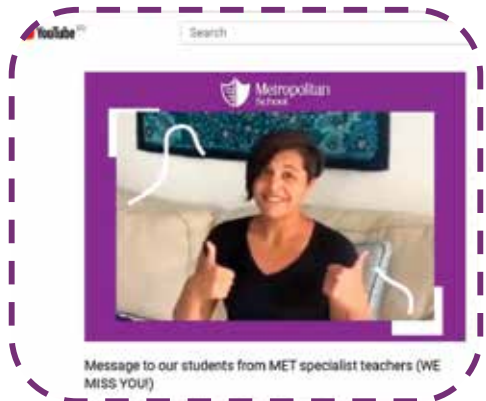 YouTube
Search
Metropolitan
School
Message to our students from MET specialist teachers (WE
MISS YOU!)